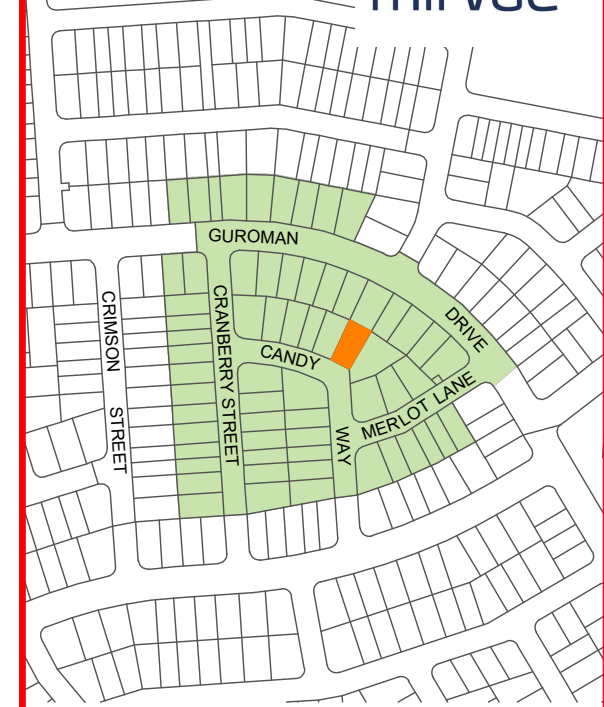 GUROMAN
DRIVE
CRIMSON
STREET
CRANBERRY STREET
CANDY
WAY
MERLOT LANE